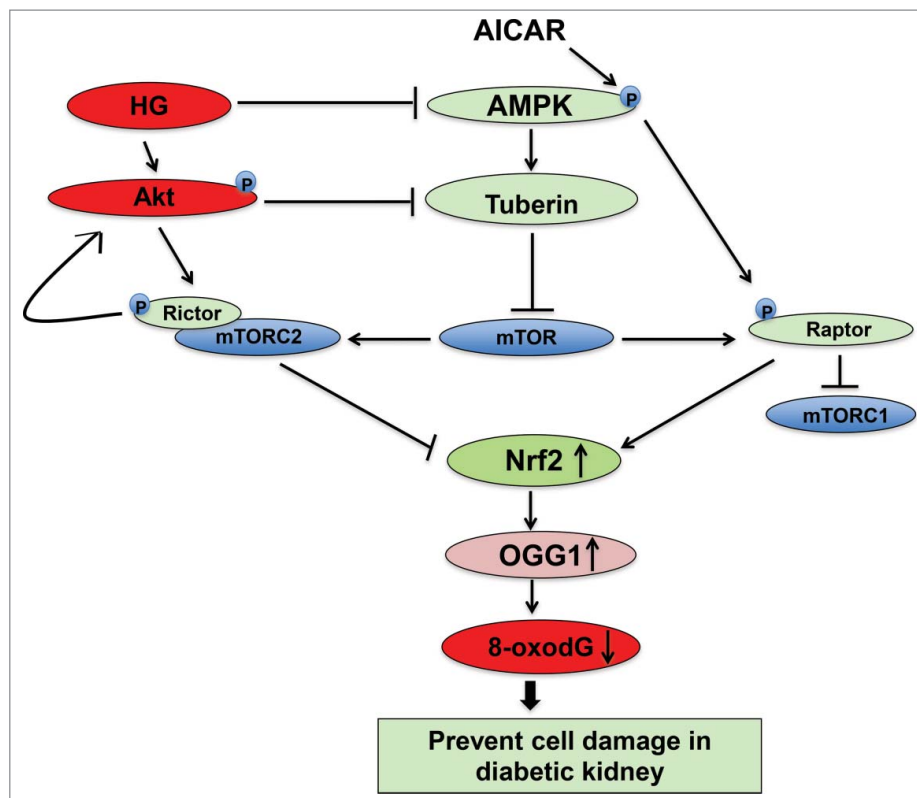 AICAR
HG
AMPK
P
Akt
P
Tuberin
P
Rictor
mTORC2
mTOR
P
Raptor
mTORC1
Nrf2 ↑
OGG1 ↑
8-oxodG ↓
Prevent cell damage in
diabetic kidney